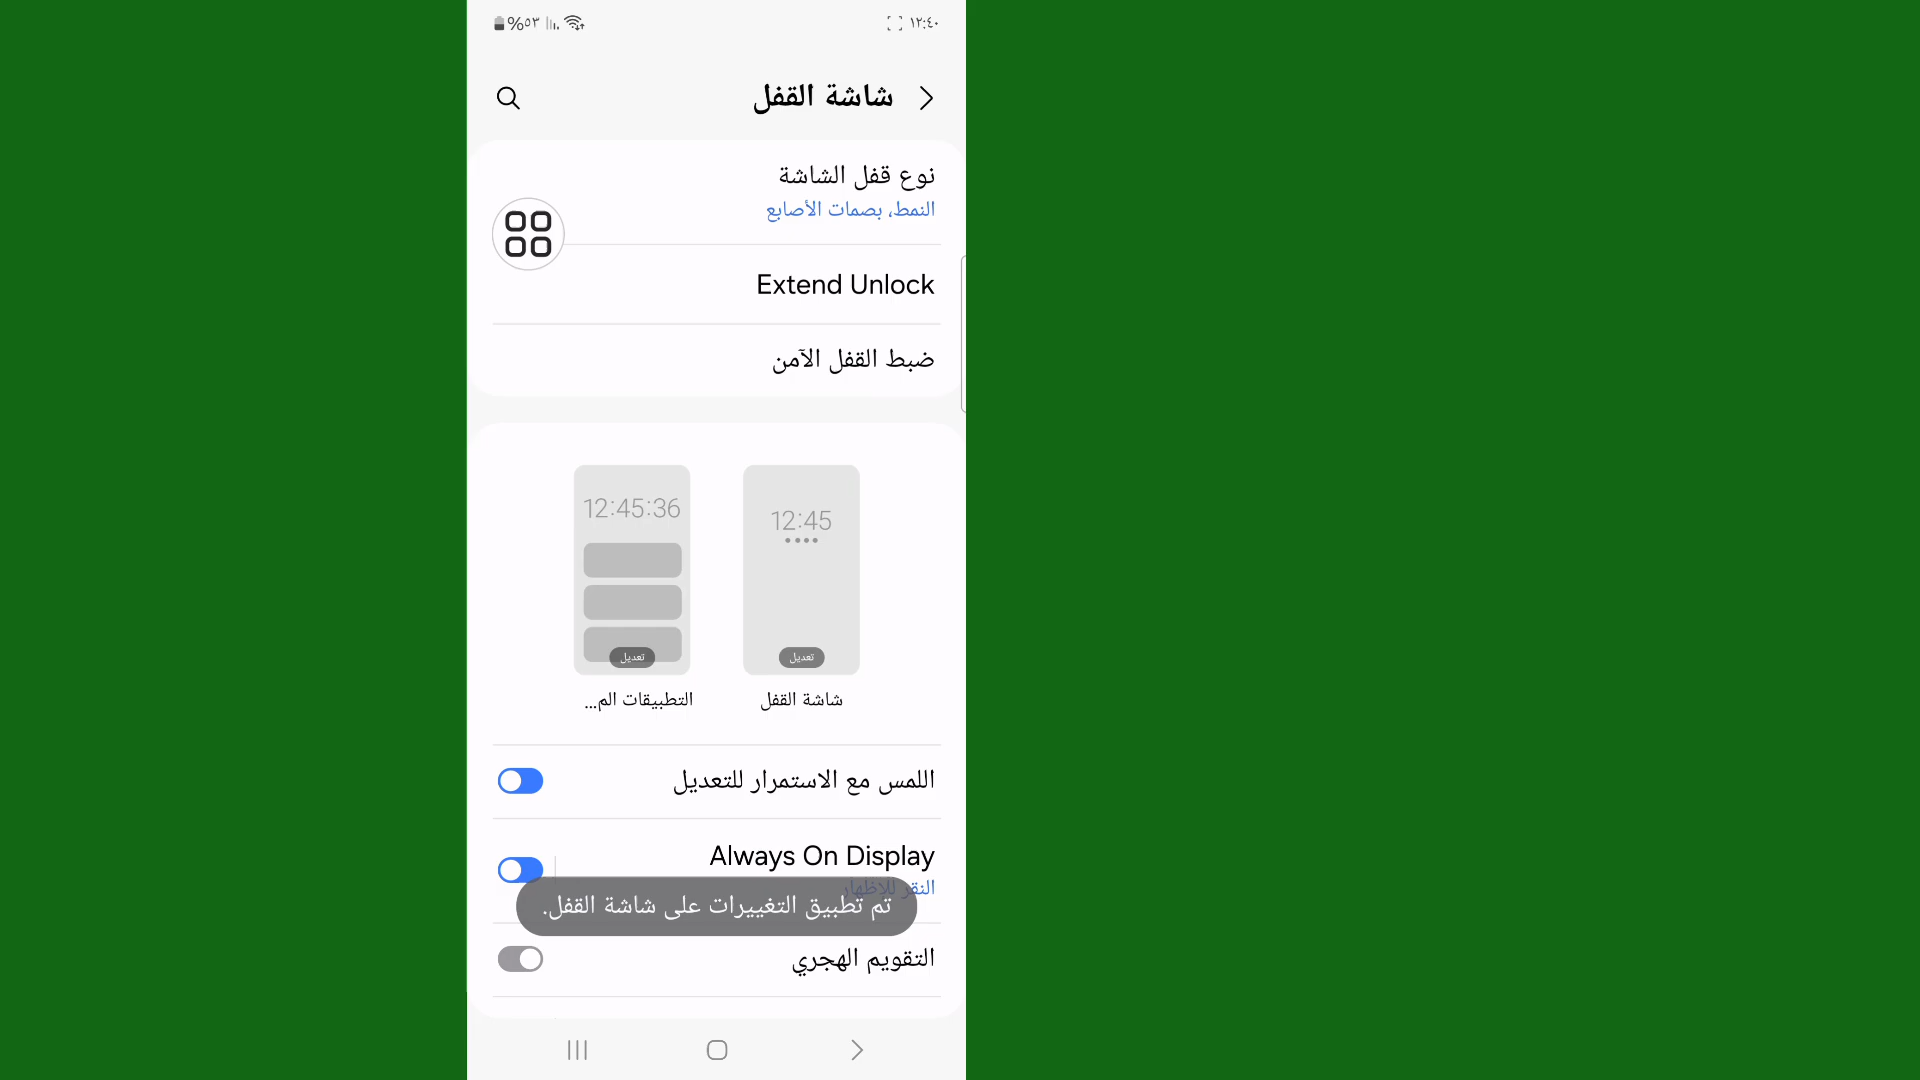 ١٢:٤٠ %٥٣
شاشة القفل
نوع قفل الشاشة
النمط، بصمات الأصابع
Extend Unlock
ضبط القفل الآمن
12:45
12:45:36
تعديل
تعديل
شاشة القفل
التطبيقات الم...
اللمس مع الاستمرار للتعديل
Always On Display
النقر للإظهار
تم تطبيق التغييرات على شاشة القفل.
التقويم الهجري